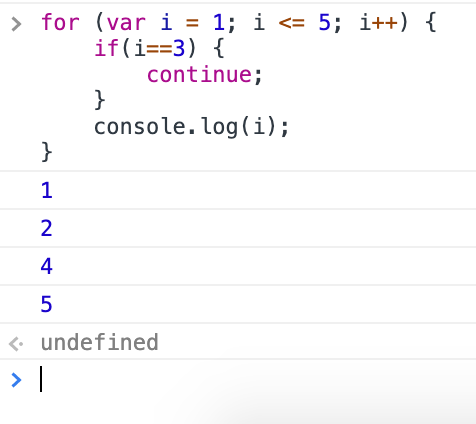 for (var i = 1; i <= 5; i++) {
    if(i==3) {
        continue;
    }
    console.log(i);
}
1
2
4
5
undefined